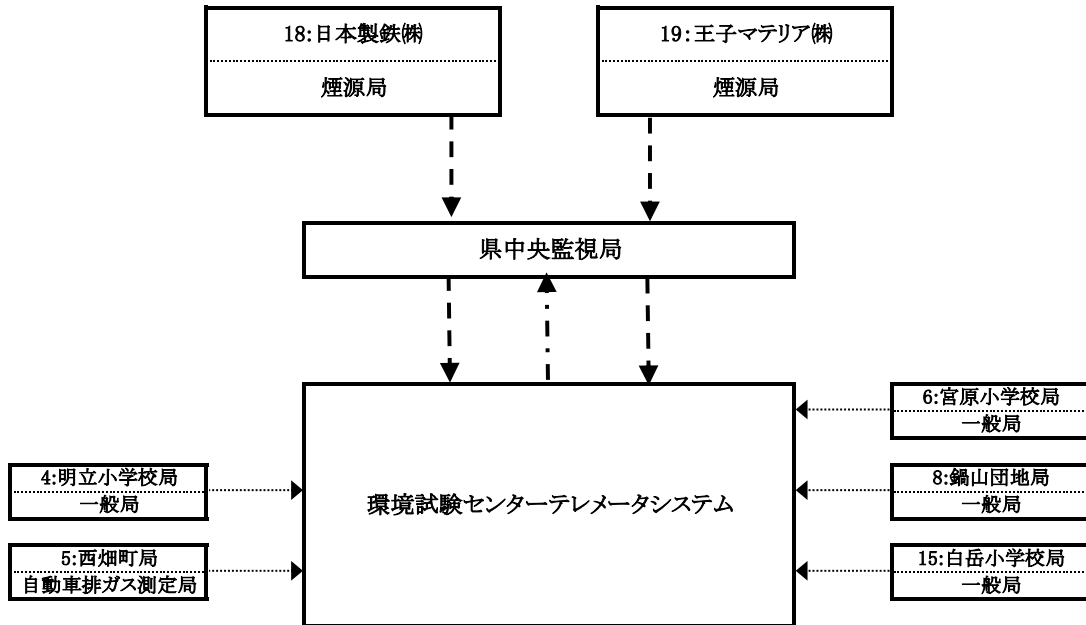 18:日本製鉄㈱
煙源局
19:王子マテリア㈱
煙源局
県中央監視局
環境試験センターテレメータシステム
4:明立小学校局
一般局
5:西畑町局
自動車排ガス測定局
6:宮原小学校局
一般局
8:鍋山団地局
一般局
15:白岳小学校局
一般局